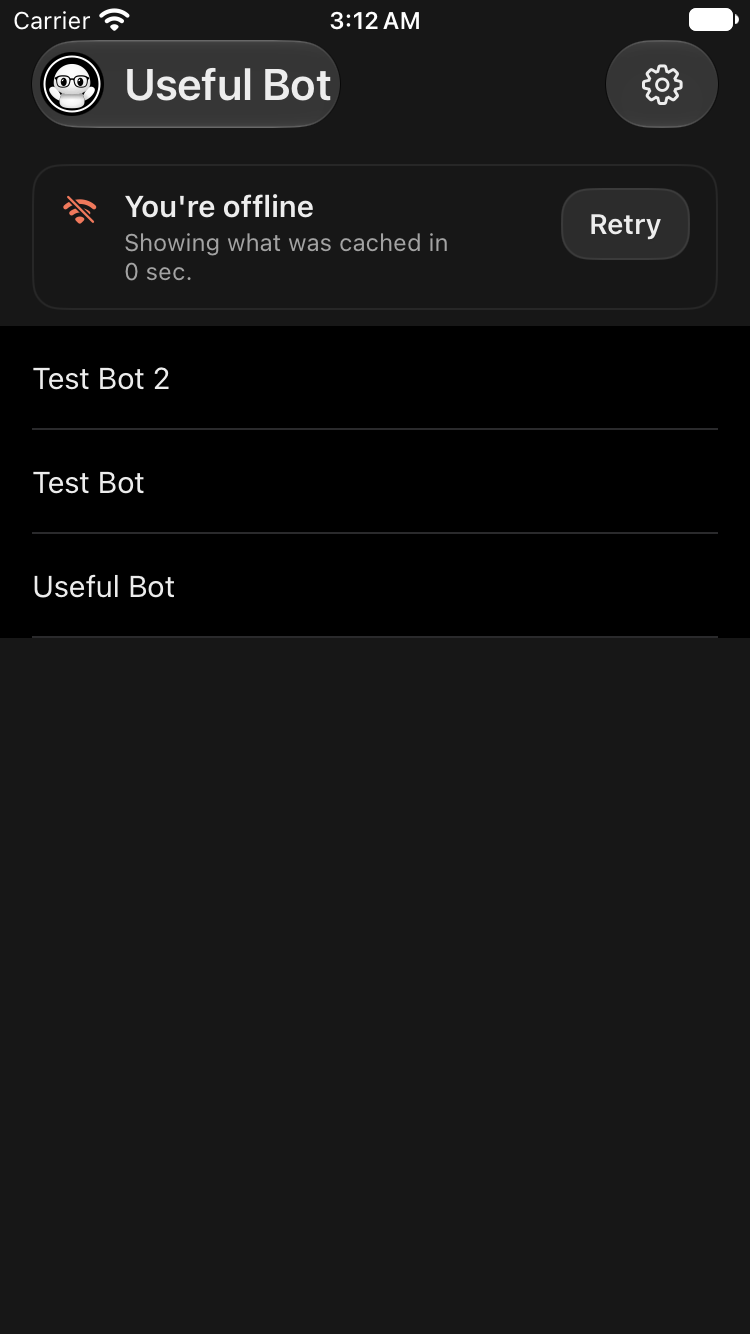 Carrier 3:12 AM
Useful Bot
You're offline
Showing what was cached in
0 sec.
Retry
Test Bot 2
Test Bot
Useful Bot